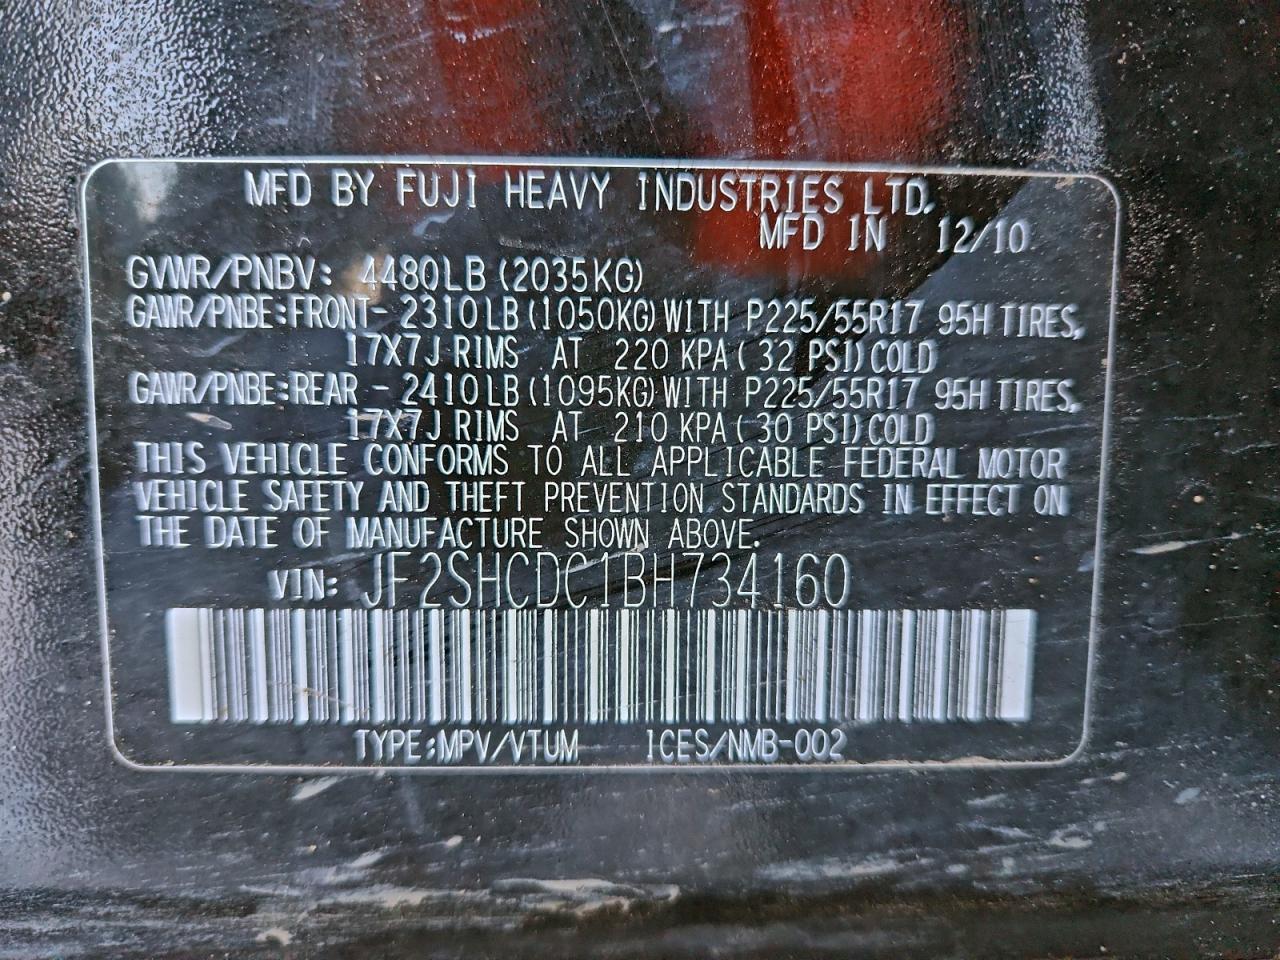 MFD BY FUJI HEAVY INDUSTRIES LTD.
MFD IN 12/10
GVWR/PNBV: 4480LB (2035KG)
GAWR/PNBE:FRONT- 2310LB(1050KG)WITH P225/55R17 95H TIRES,
17X7J RIMS AT 220 KPA( 32 PSI)COLD
GAWR/PNBE:REAR - 2410LB(1095KG)WITH P225/55R17 95H TIRES,
17X7J RIMS AT 210 KPA( 30 PSI)COLD
THIS VEHICLE CONFORMS TO ALL APPLICABLE FEDERAL MOTOR
VEHICLE SAFETY AND THEFT PREVENTION STANDARDS IN EFFECT ON
THE DATE OF MANUFACTURE SHOWN ABOVE.
VIN: JF2SHCDC1BH734160
TYPE:MPV/VTUM ICES/NMB-002